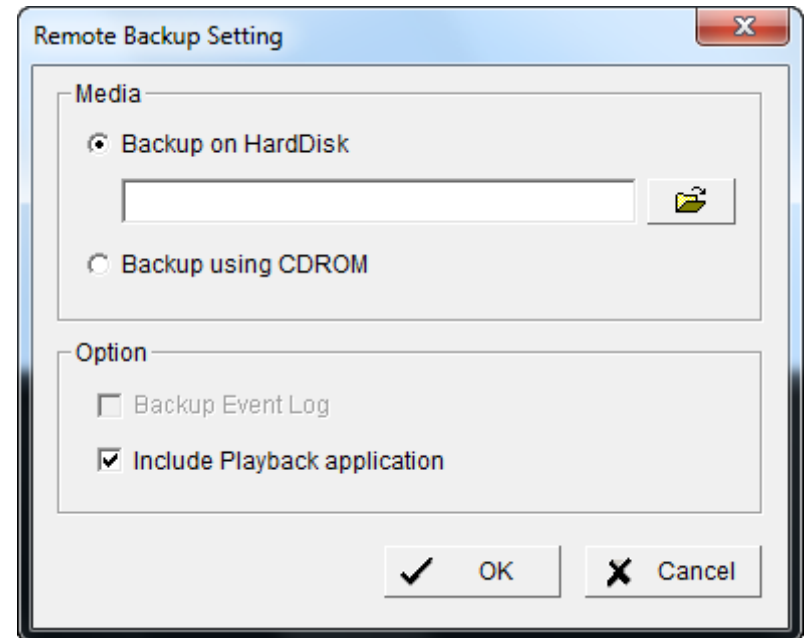 Remote Backup Setting
Media
Backup on HardDisk
Backup using CDROM
Option
Backup Event Log
Include Playback application
OK
Cancel